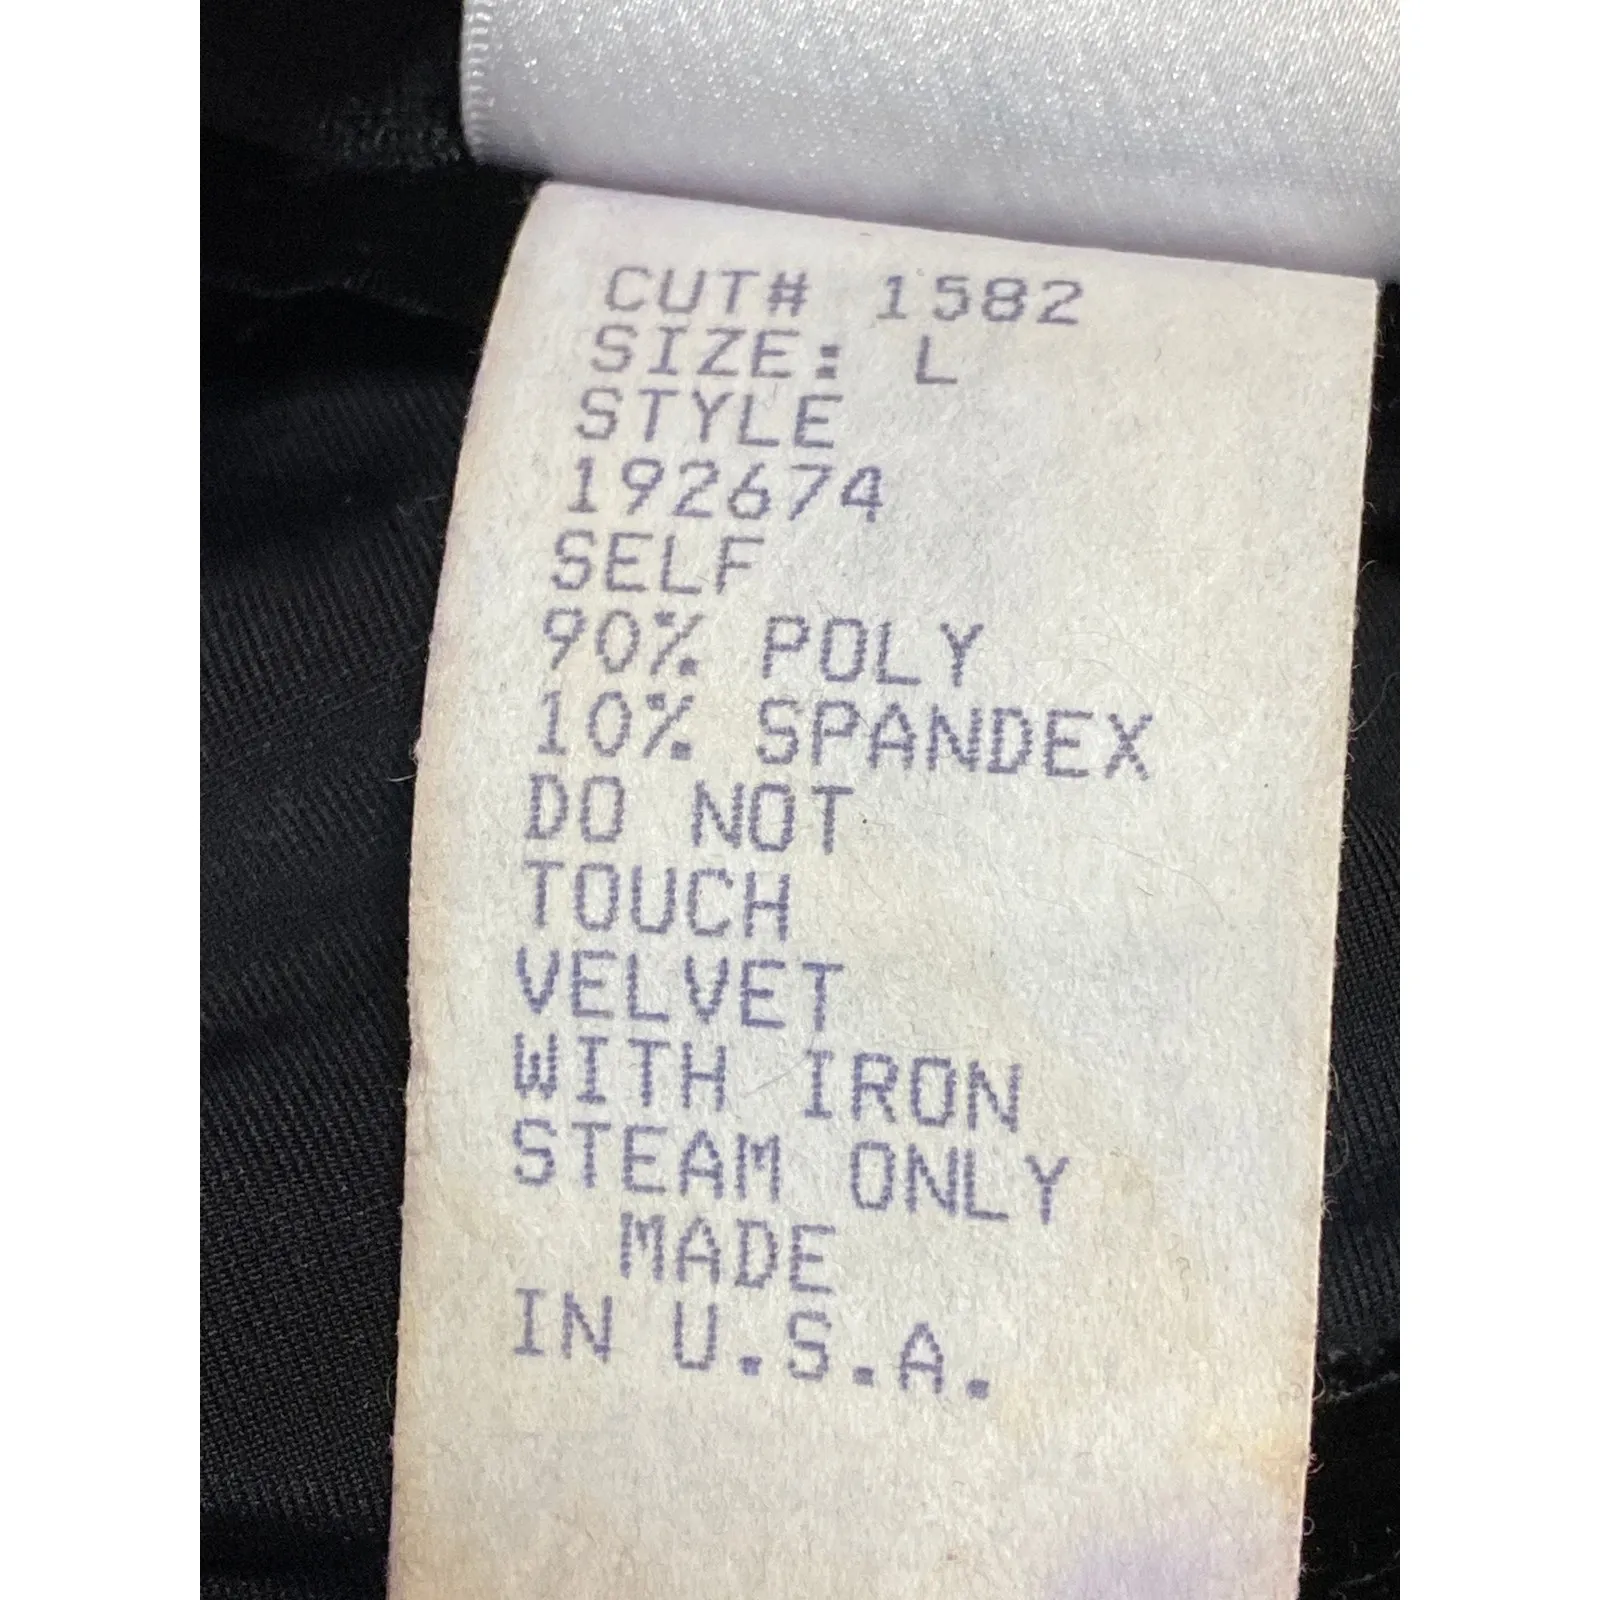 CUT# 1582
SIZE: L
STYLE
192674
SELF
90% POLY
10% SPANDEX
DO NOT
TOUCH
VELVET
WITH IRON
STEAM ONLY
MADE
IN U.S.A.